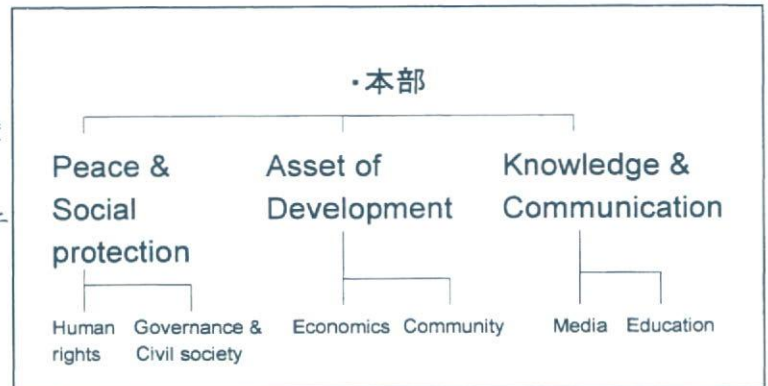 ・本部
Peace &
Social
protection
Asset of
Development
Knowledge &
Communication
Human
rights
Governance &
Civil society
Economics
Community
Media
Education